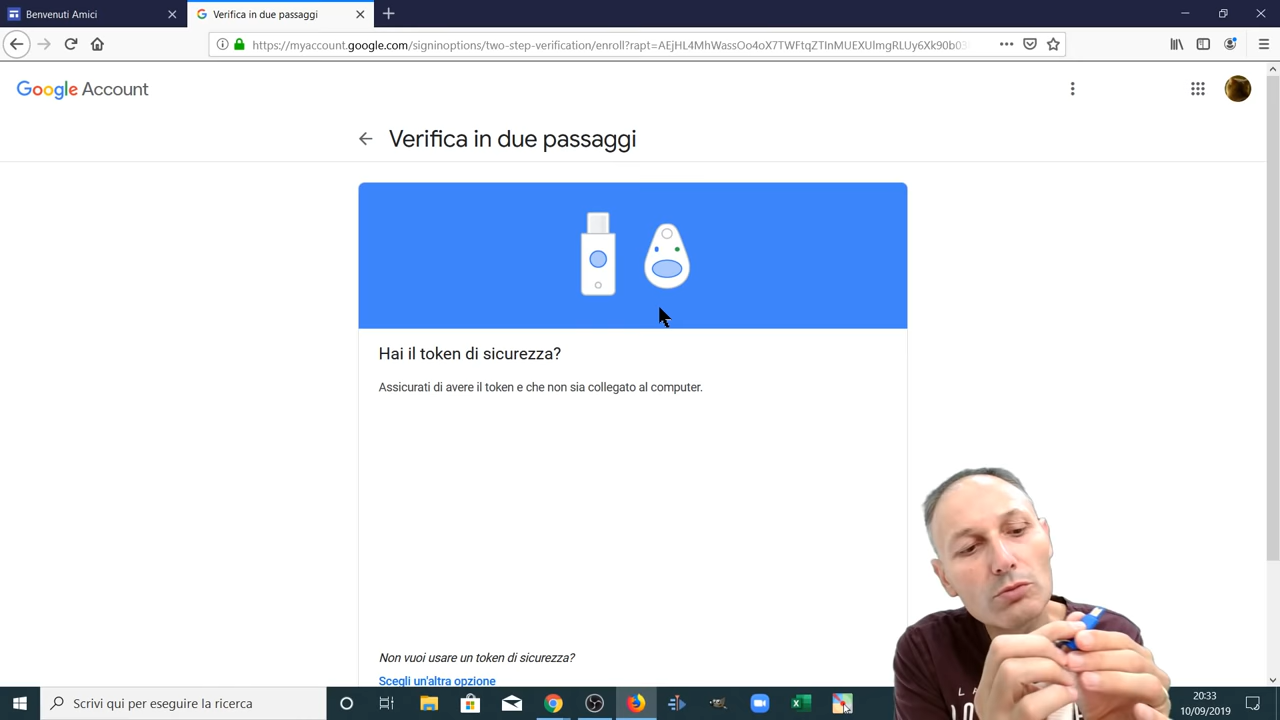 Benvenuti Amici
Verifica in due passaggi
https://myaccount.google.com/signinoptions/two-step-verification/enroll?rapt=
Google Account
Verifica in due passaggi
Hai il token di sicurezza?
Assicurati di avere il token e che non sia collegato al computer.
Non vuoi usare un token di sicurezza?
Scegli un'altra opzione
Scrivi qui per eseguire la ricerca
20:33
10/09/2019